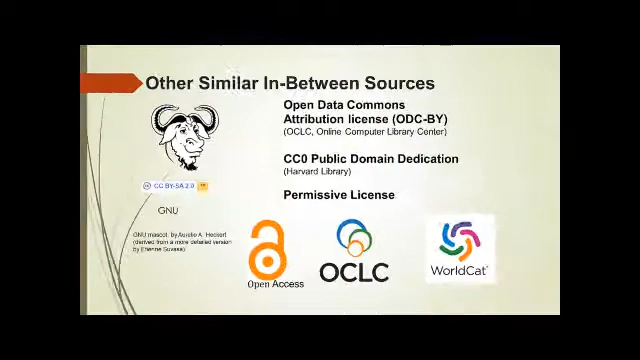 Other Similar In-Between Sources
Open Data Commons
Attribution license (ODC-BY)
(OCLC, Online Computer Library Center)
CC0 Public Domain Dedication
(Harvard Library)
Permissive License
CC BY-SA 2.0
GNU
GNU mascot, by Aurelio A. Heckert
(derived from a more detailed version
by Etienne Suvasa)
Open Access
OCLC
WorldCat